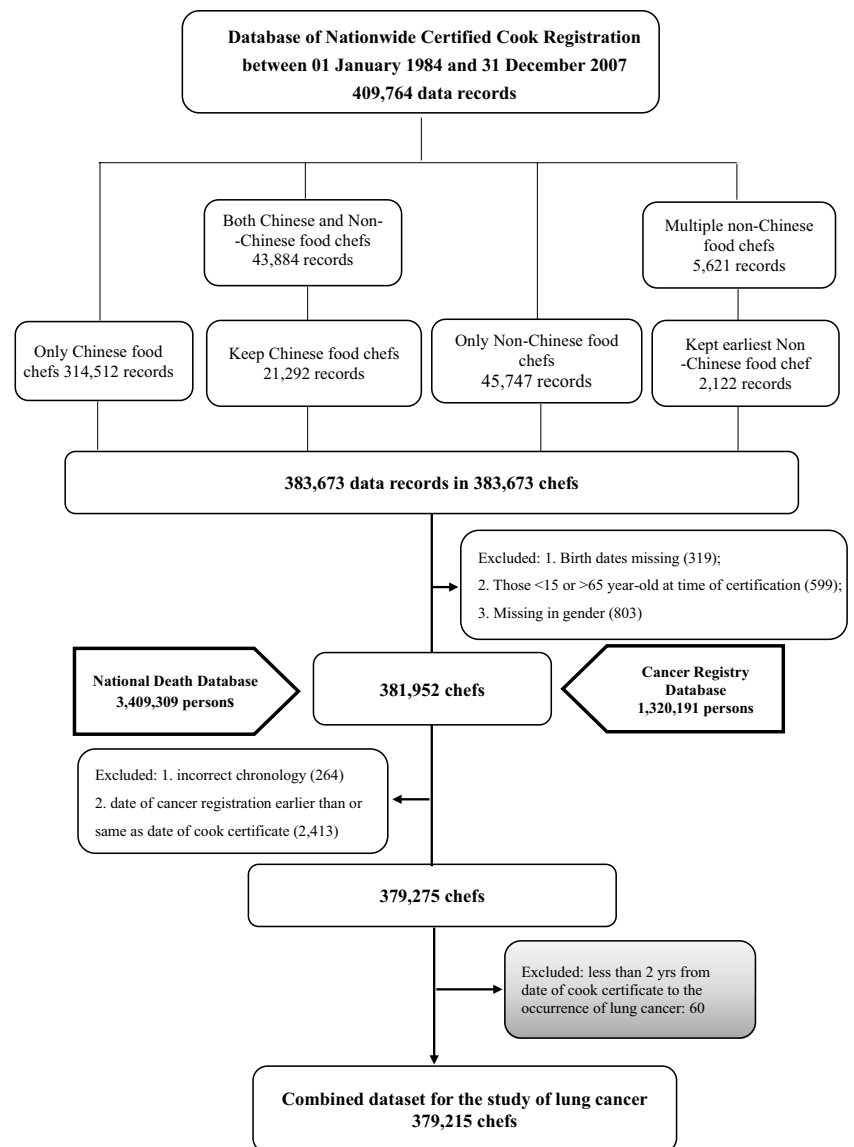 Database of Nationwide Certified Cook Registration
between 01 January 1984 and 31 December 2007
409,764 data records
Both Chinese and Non-
-Chinese food chefs
43,884 records
Multiple non-Chinese
food chefs
5,621 records
Only Chinese food
chefs 314,512 records
Keep Chinese food chefs
21,292 records
Only Non-Chinese food
chefs
45,747 records
Kept earliest Non
-Chinese food chef
2,122 records
383,673 data records in 383,673 chefs
Excluded: 1. Birth dates missing (319);
2. Those <15 or >65 year-old at time of certification (599);
3. Missing in gender (803)
National Death Database
3,409,309 persons
381,952 chefs
Cancer Registry
Database
1,320,191 persons
Excluded: 1. incorrect chronology (264)
2. date of cancer registration earlier than or
same as date of cook certificate (2,413)
379,275 chefs
Excluded: less than 2 yrs from
date of cook certificate to the
occurrence of lung cancer: 60
Combined dataset for the study of lung cancer
379,215 chefs